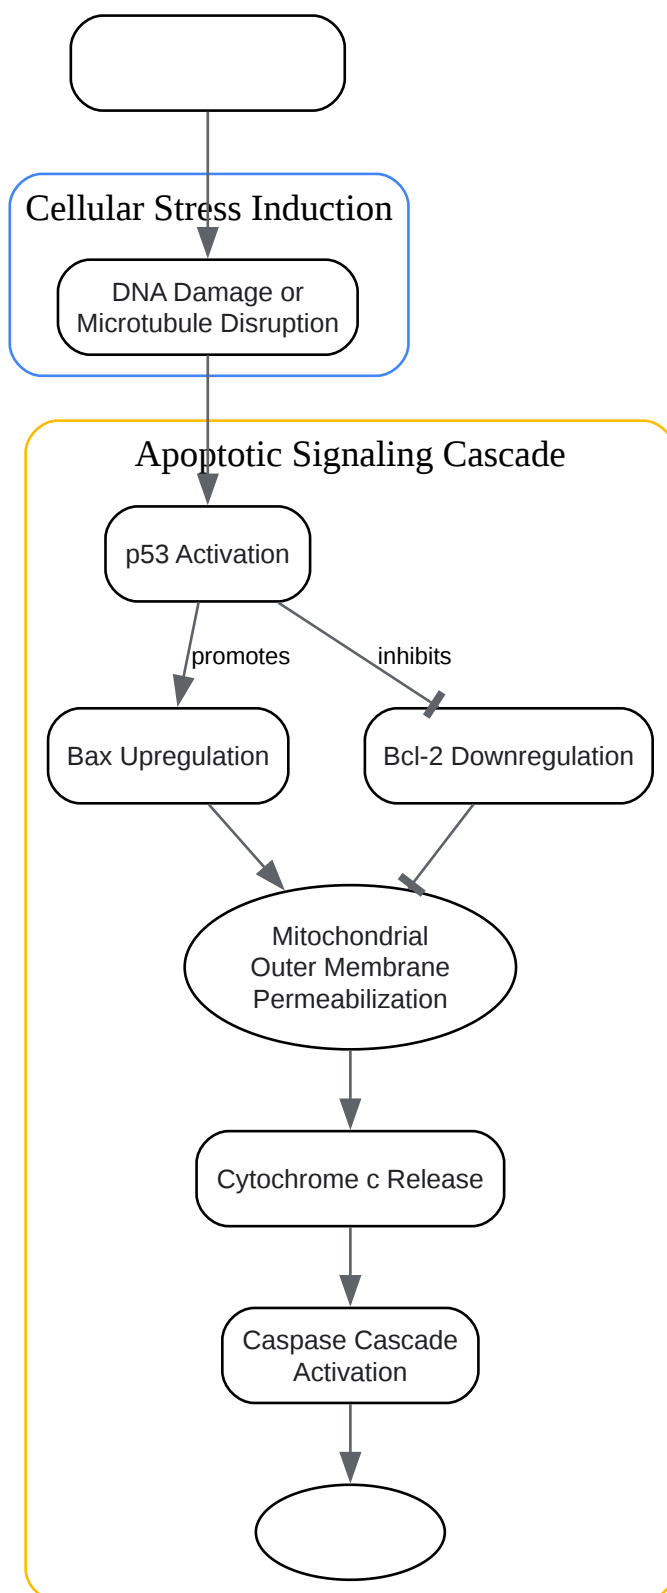 Cellular Stress Induction
DNA Damage or
Microtubule Disruption
Apoptotic Signaling Cascade
p53 Activation
promotes
inhibits
Bax Upregulation
Bcl-2 Downregulation
Mitochondrial
Outer Membrane
Permeabilization
Cytochrome c Release
Caspase Cascade
Activation